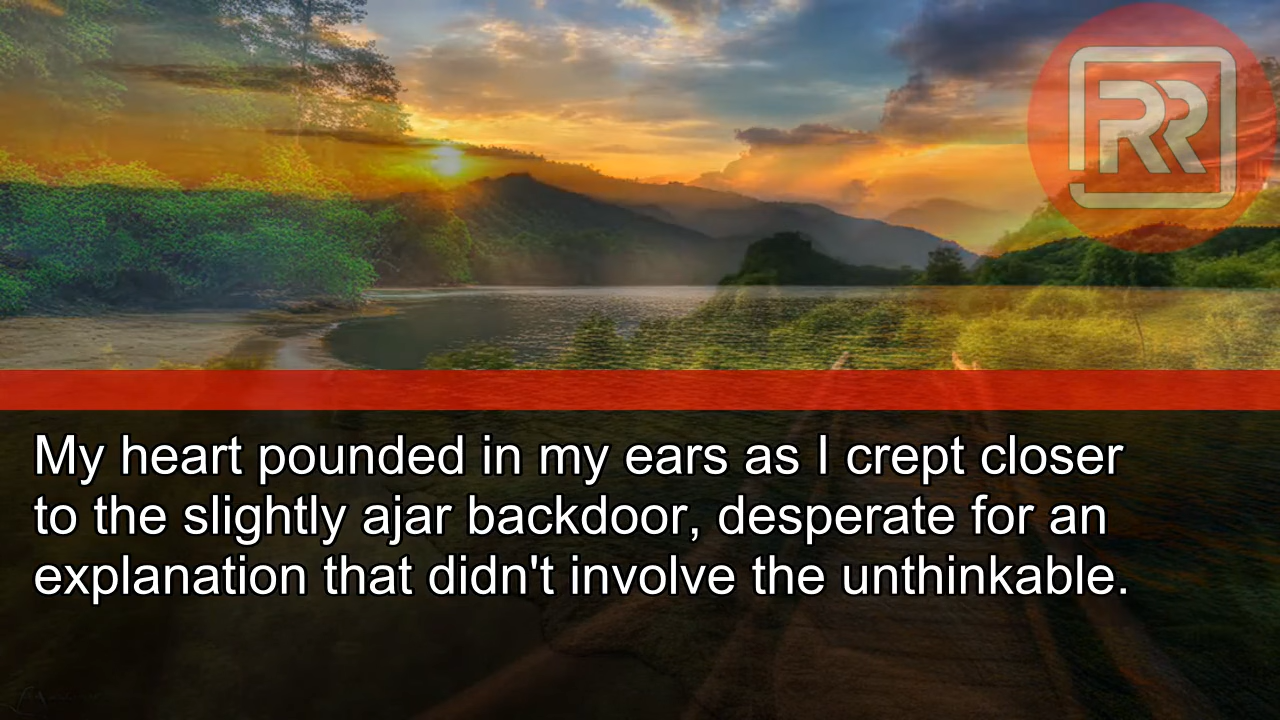 RR
My heart pounded in my ears as I crept closer
to the slightly ajar backdoor, desperate for an
explanation that didn't involve the unthinkable.